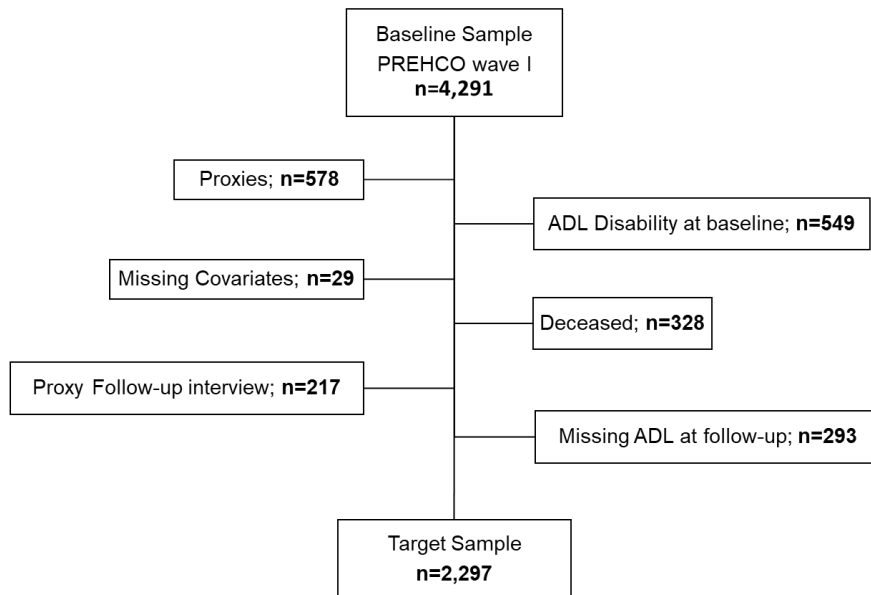 Baseline Sample
PREHCO wave I
n=4,291
Proxies; n=578
ADL Disability at baseline; n=549
Missing Covariates; n=29
Deceased; n=328
Proxy Follow-up interview; n=217
Missing ADL at follow-up; n=293
Target Sample
n=2,297